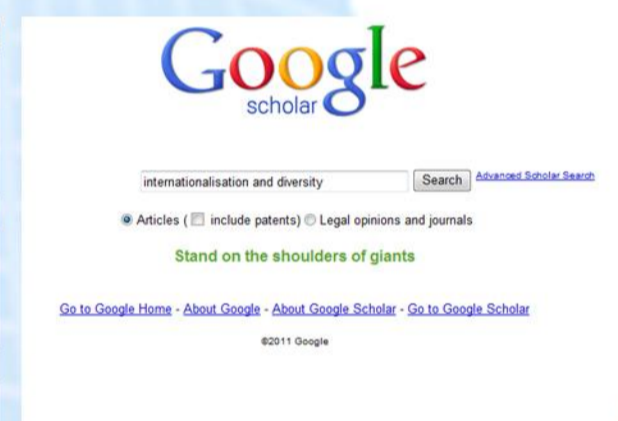 Google
scholar
internationalisation and diversity Search Advanced Scholar Search
Articles ( include patents) Legal opinions and journals
Stand on the shoulders of giants
Go to Google Home - About Google - About Google Scholar - Go to Google Scholar
©2011 Google